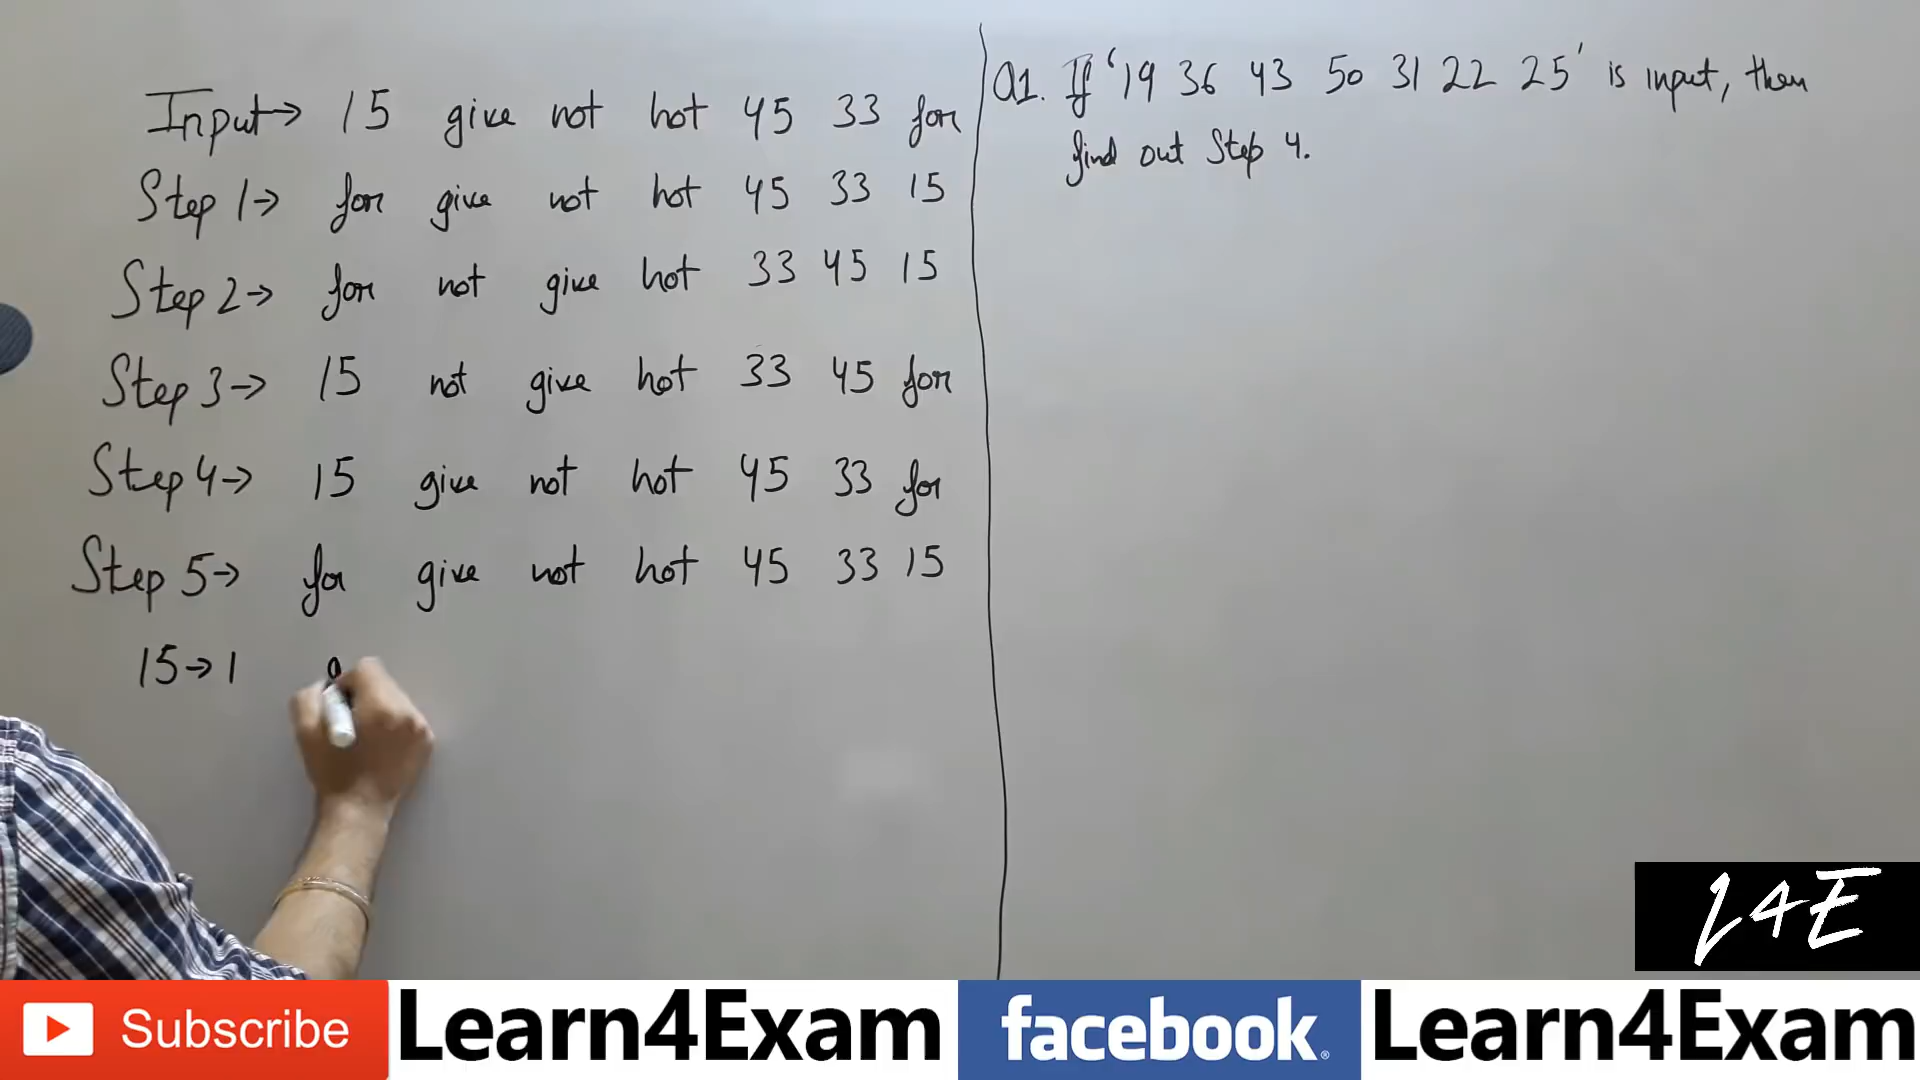 Input→ 15 give not hot 45 33 for
Step 1→ for give not hot 45 33 15
Step 2→ for not give hot 33 45 15
Step 3→ 15 not give hot 33 45 for
Step 4→ 15 give not hot 45 33 for
Step 5→ for give not hot 45 33 15
15→1
Q1. If '19 36 43 50 31 22 25' is input, then
find out Step 4.
L4E
Subscribe Learn4Exam facebook. Learn4Exam